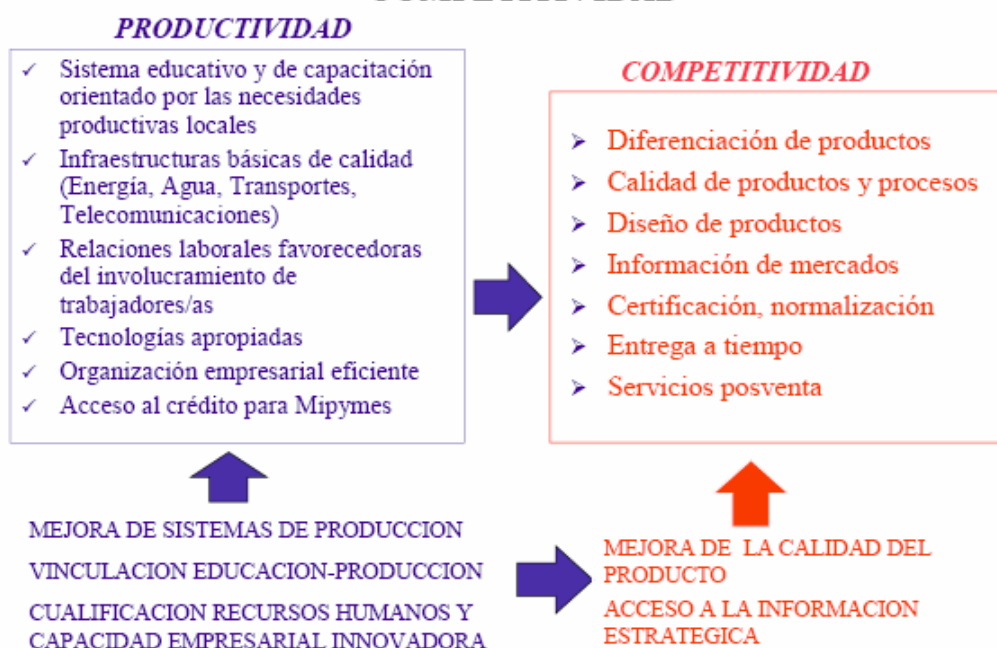 PRODUCTIVIDAD
✓ Sistema educativo y de capacitación
orientado por las necesidades
productivas locales
✓ Infraestructuras básicas de calidad
(Energía, Agua, Transportes,
Telecomunicaciones)
✓ Relaciones laborales favorecedoras
del involucramiento de
trabajadores/as
✓ Tecnologías apropiadas
✓ Organización empresarial eficiente
✓ Acceso al crédito para Mipymes
COMPETITIVIDAD
➢ Diferenciación de productos
➢ Calidad de productos y procesos
➢ Diseño de productos
➢ Información de mercados
➢ Certificación, normalización
➢ Entrega a tiempo
➢ Servicios posventa
MEJORA DE SISTEMAS DE PRODUCCION
VINCULACION EDUCACION-PRODUCCION
CUALIFICACION RECURSOS HUMANOS Y
CAPACIDAD EMPRESARIAL INNOVADORA
MEJORA DE LA CALIDAD DEL
PRODUCTO
ACCESO A LA INFORMACION
ESTRATEGICA